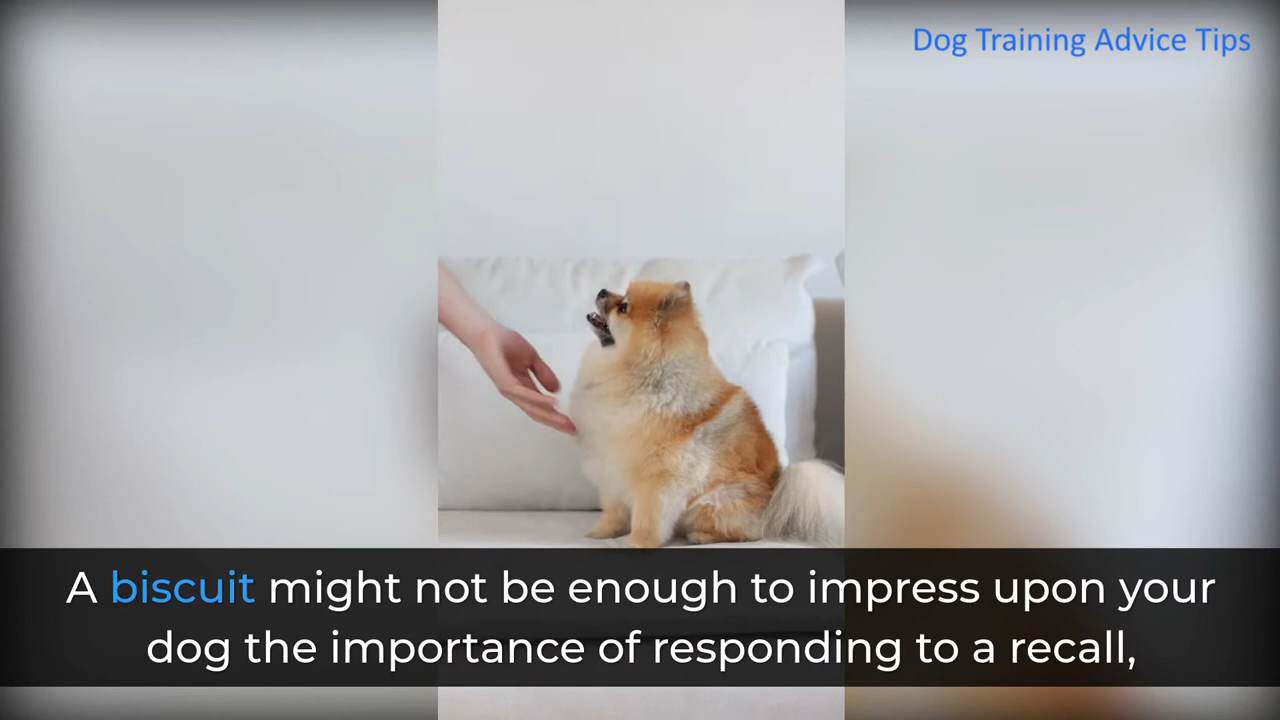 Dog Training Advice Tips
A biscuit might not be enough to impress upon your
dog the importance of responding to a recall,